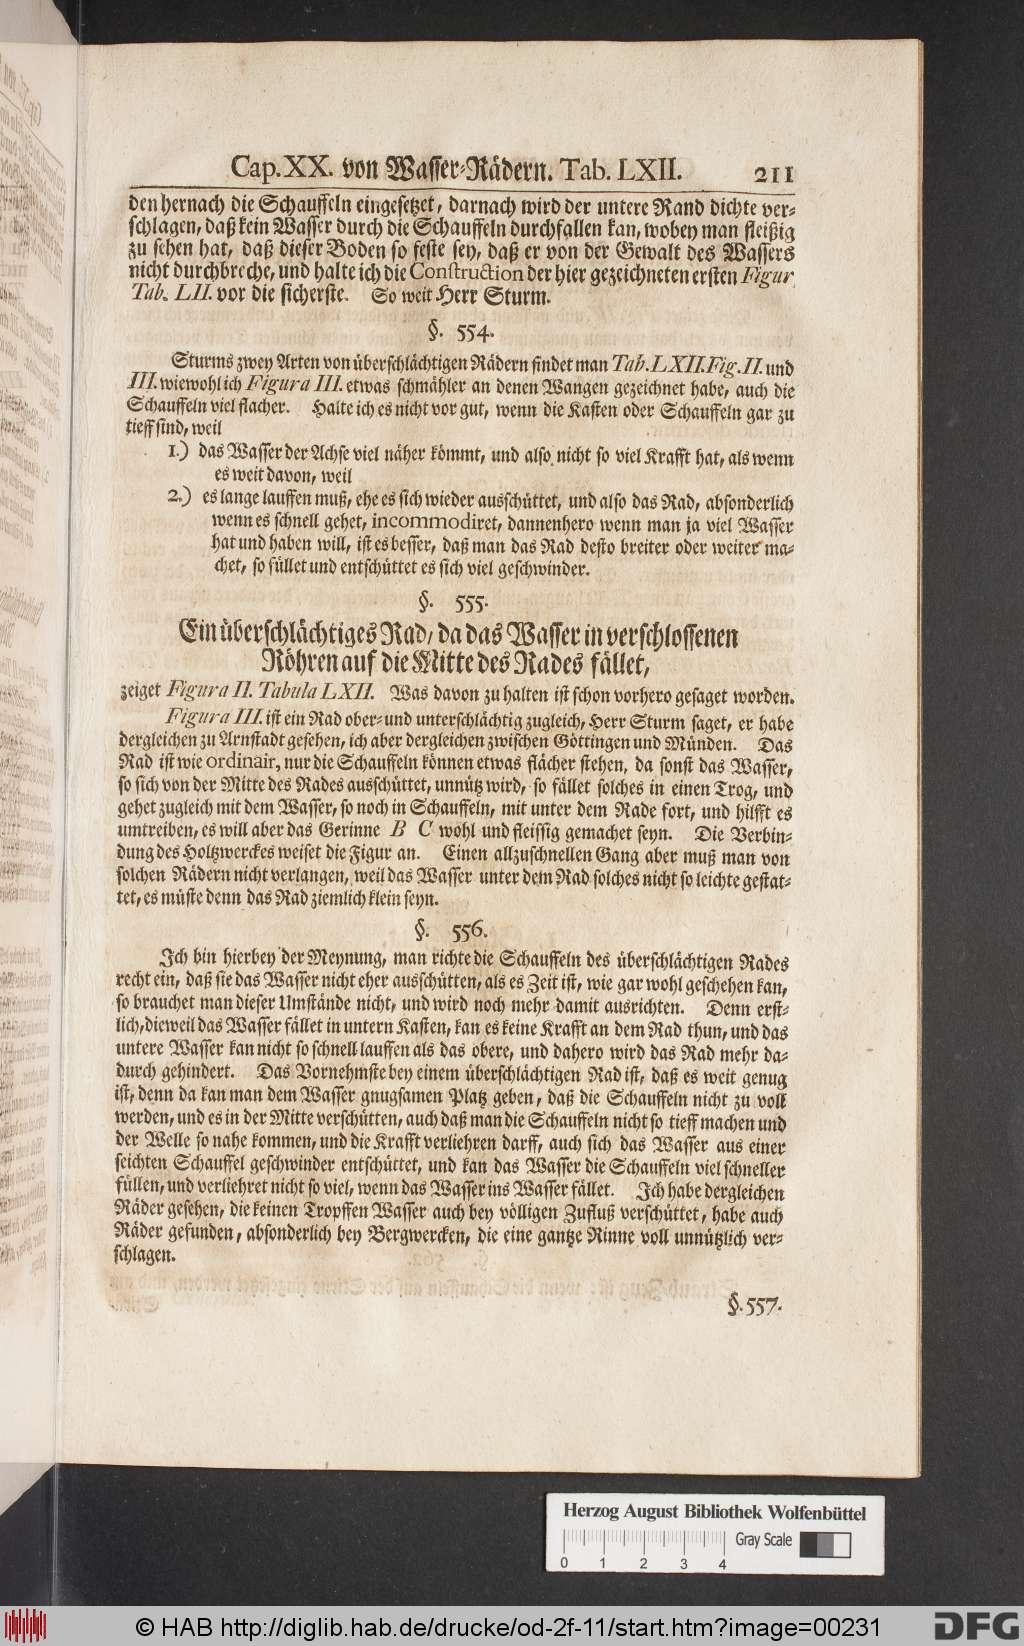 Cap. XX. von Wasser-Rädern. Tab. LXII. 211
den hernach die Schauffeln eingesetzet, darnach wird der untere Rand dichte ver-
schlagen, daß kein Wasser durch die Schauffeln durchfallen kan, wobey man fleißig
zu sehen hat, daß dieser Boden so feste sey, daß er von der Gewalt des Wassers
nicht durchbreche, und halte ich die Construction der hier gezeichneten ersten Figur
Tab. LII. vor die sicherste. So weit Herr Sturm.
§. 554.
Sturms zwey Arten von überschlächtigen Rädern findet man Tab. LXII. Fig. II. und
III. wiewohl ich Figura III. etwas schmähler an denen Wangen gezeichnet habe, auch die
Schauffeln viel flacher. Halte ich es nicht vor gut, wenn die Kasten oder Schauffeln gar zu
tieff sind, weil
1.) das Wasser der Achse viel näher kömmt, und also nicht so viel Krafft hat, als wenn
es weit davon, weil
2.) es lange lauffen muß, ehe es sich wieder ausschüttet, und also das Rad, absonderlich
wenn es schnell gehet, incommodiret, dannenhero wenn man ja viel Wasser
hat und haben will, ist es besser, daß man das Rad desto breiter oder weiter ma-
chet, so füllet und entschüttet es sich viel geschwinder.
§. 555.
Ein überschlächtiges Rad, da das Wasser in verschlossenen
Röhren auf die Mitte des Rades fället,
zeiget Figura II. Tabula LXII. Was davon zu halten ist schon vorhero gesaget worden.
Figura III. ist ein Rad ober- und unterschlächtig zugleich, Herr Sturm saget, er habe
dergleichen zu Arnstadt gesehen, ich aber dergleichen zwischen Göttingen und Münden. Das
Rad ist wie ordinair, nur die Schauffeln können etwas flächer stehen, da sonst das Wasser,
so sich von der Mitte des Rades ausschüttet, unnütz wird, so fället solches in einen Trog, und
gehet zugleich mit dem Wasser, so noch in Schauffeln, mit unter dem Rade fort, und hilfft es
umtreiben, es will aber das Gerinne B C wohl und fleissig gemachet seyn. Die Verbin-
dung des Holtzwerckes weiset die Figur an. Einen allzuschnellen Gang aber muß man von
solchen Rädern nicht verlangen, weil das Wasser unter dem Rad solches nicht so leichte gestat-
tet, es müste denn das Rad ziemlich klein seyn.
§. 556.
Ich bin hierbey der Meynung, man richte die Schauffeln des überschlächtigen Rades
recht ein, daß sie das Wasser nicht eher ausschütten, als es Zeit ist, wie gar wohl geschehen kan,
so brauchet man dieser Umstände nicht, und wird noch mehr damit ausrichten. Denn erst-
lich, dieweil das Wasser fället in untern Kasten, kan es keine Krafft an dem Rad thun, und das
untere Wasser kan nicht so schnell lauffen als das obere, und dahero wird das Rad mehr da-
durch gehindert. Das Vornehmste bey einem überschlächtigen Rad ist, daß es weit genug
ist, denn da kan man dem Wasser gnugsamen Platz geben, daß die Schauffeln nicht zu voll
werden, und es in der Mitte verschütten, auch daß man die Schauffeln nicht so tieff machen und
der Welle so nahe kommen, und die Krafft verliehren darff, auch sich das Wasser aus einer
seichten Schauffel geschwinder entschüttet, und kan das Wasser die Schauffeln viel schneller
füllen, und verliehret nicht so viel, wenn das Wasser ins Wasser fället. Ich habe dergleichen
Räder gesehen, die keinen Tropffen Wasser auch bey völligen Zufluß verschüttet, habe auch
Räder gefunden, absonderlich bey Bergwercken, die eine gantze Rinne voll unnützlich ver-
schlagen.
§. 557.
Herzog August Bibliothek Wolfenbüttel
Gray Scale
0 1 2 3 4
© HAB http://diglib.hab.de/drucke/od-2f-11/start.htm?image=00231
DFG